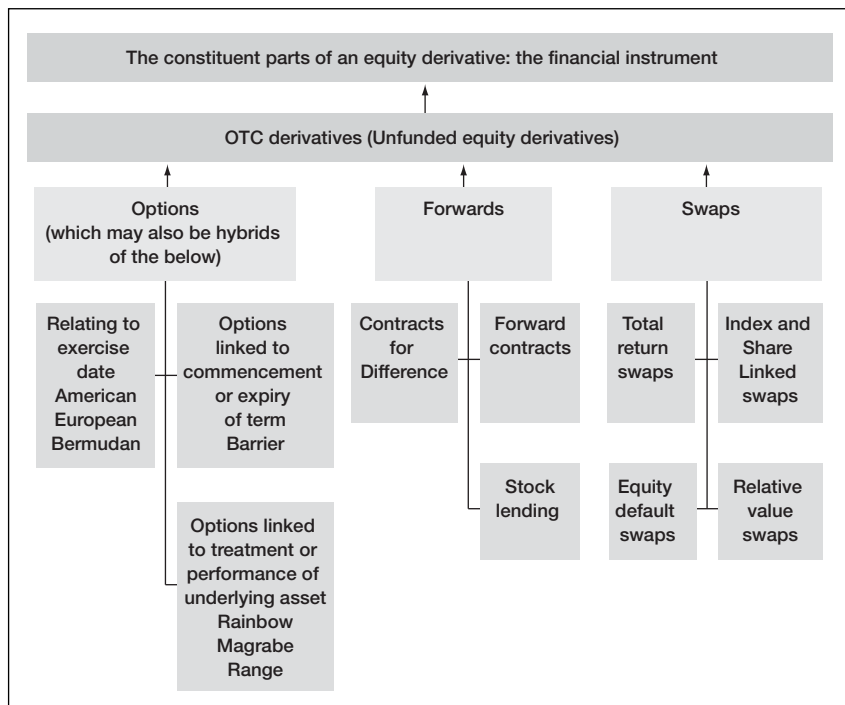 The constituent parts of an equity derivative: the financial instrument
OTC derivatives (Unfunded equity derivatives)
Options
(which may also be hybrids
of the below)
Forwards
Swaps
Relating to
exercise
date
American
European
Bermudan
Options
linked to
commencement
or expiry
of term
Barrier
Contracts
for
Difference
Forward
contracts
Total
return
swaps
Index and
Share
Linked
swaps
Options linked
to treatment or
performance of
underlying asset
Rainbow
Magrabe
Range
Stock
lending
Equity
default
swaps
Relative
value
swaps